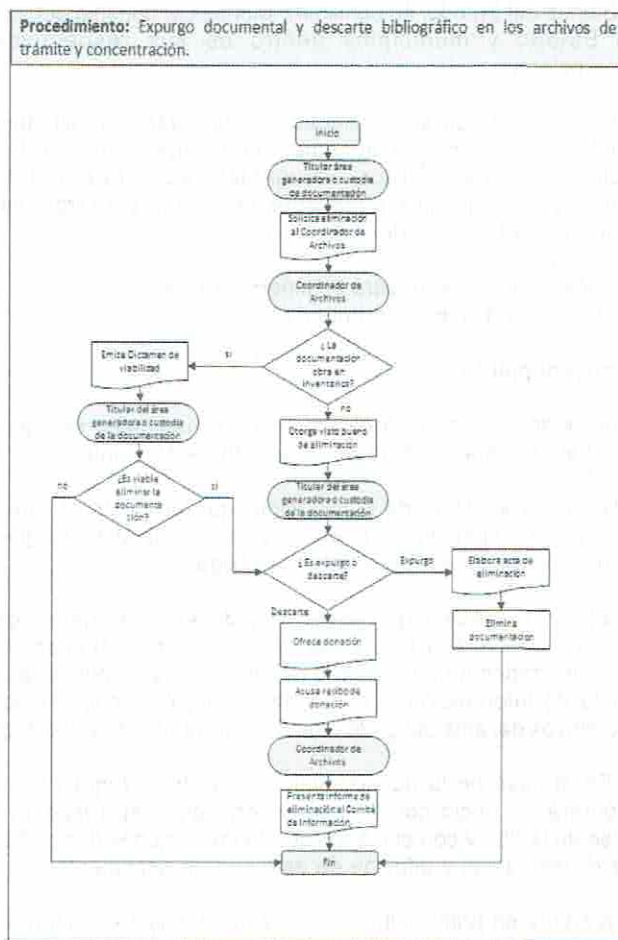 Procedimiento: Expurgo documental y descarte bibliográfico en los archivos de
trámite y concentración.
Inicio
Titular área
generadora o custodia
de documentación
Solicita eliminación
al Coordinador de
Archivos
Coordinador de
Archivos
¿La
documentación
obra en
inventarios?
si
Emite Dictamen de
viabilidad
Titular del área
generadora o custodia
de la documentación
¿Es viable
eliminar la
documenta
ción?
no
si
no
Otorga visto bueno
de eliminación
Titular del área
generadora o custodia
de la documentación
¿Es expurgo o
descarte?
Expurgo
Elabora acta de
eliminación
Elimina
documentación
Descarte
Ofrece donación
Acusa recibo de
donación
Coordinador de
Archivos
Presenta informe de
eliminación al Comité
de Información
Fin